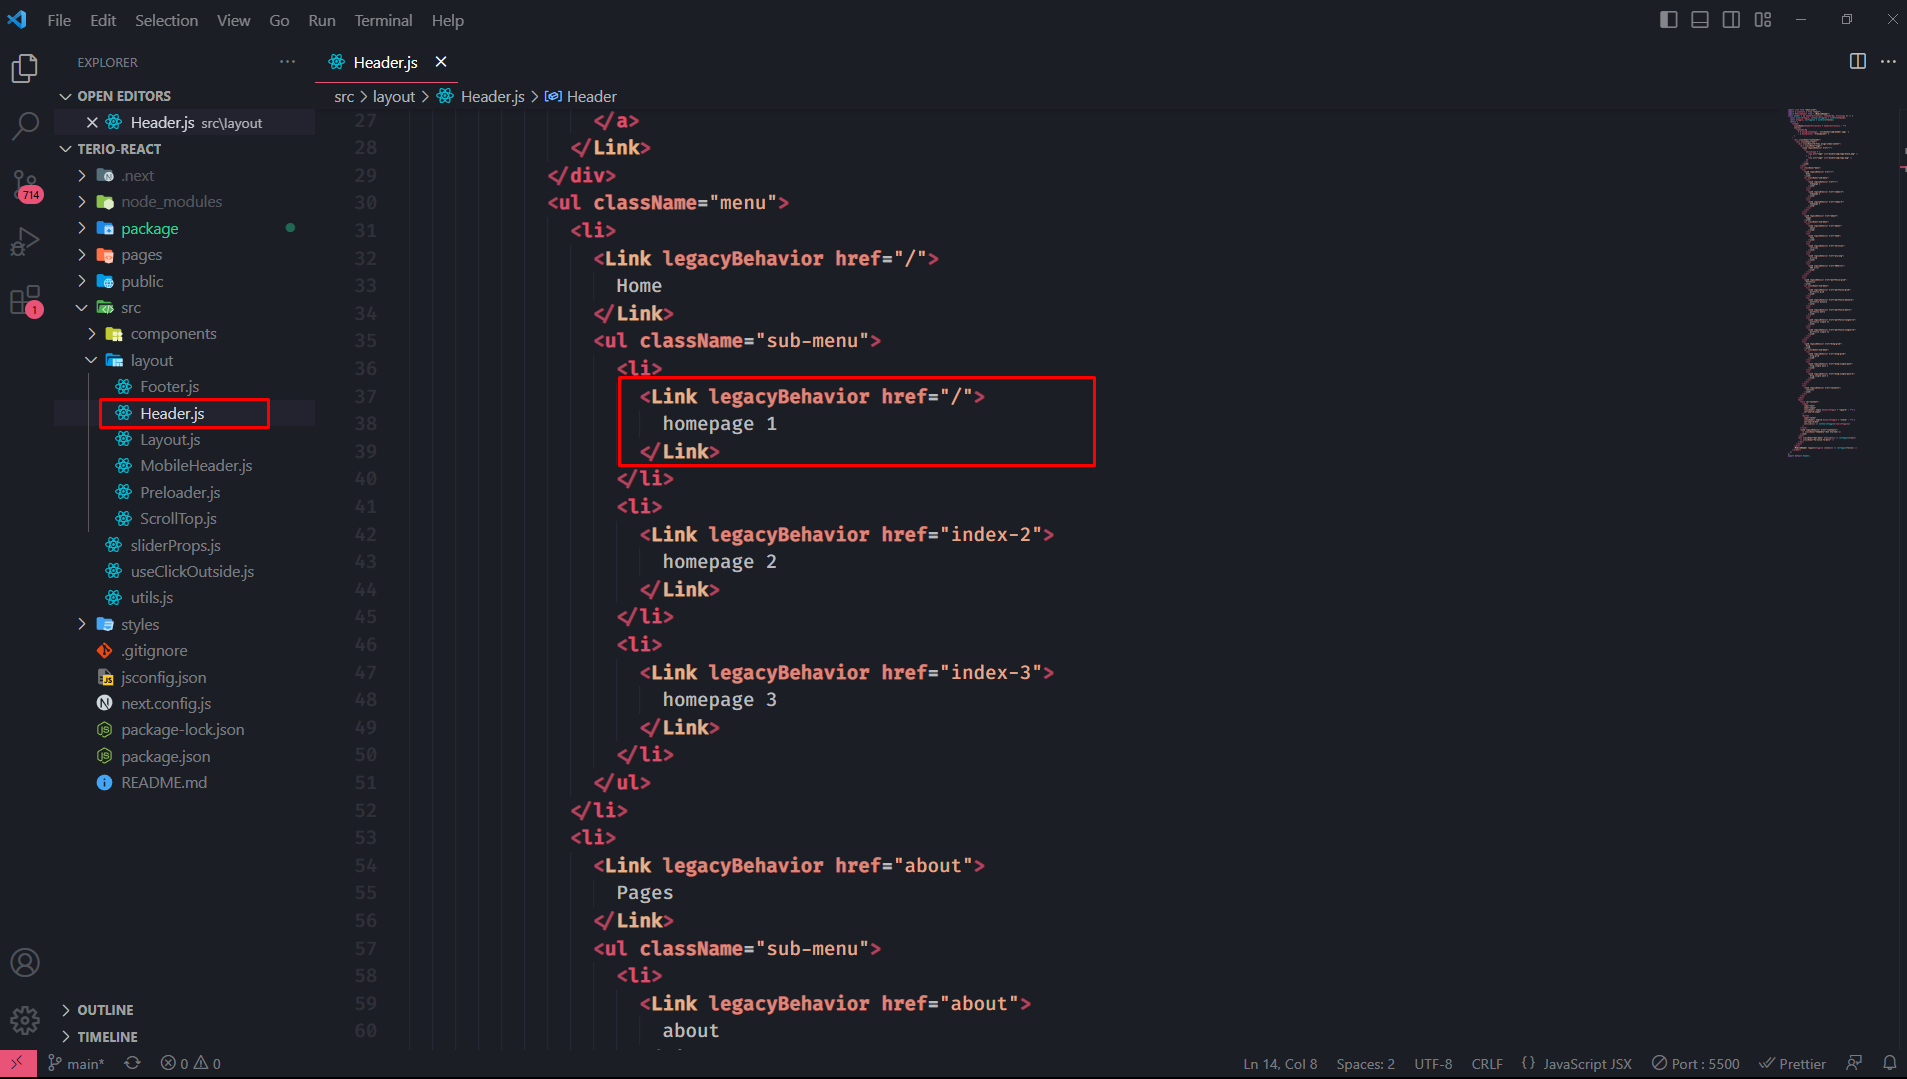 File Edit Selection View Go Run Terminal Help
EXPLORER
OPEN EDITORS
Header.js src\layout
TERIO-REACT
.next
node_modules
package
pages
public
src
components
layout
Footer.js
Header.js
Layout.js
MobileHeader.js
Preloader.js
ScrollTop.js
sliderProps.js
useClickOutside.js
utils.js
styles
.gitignore
jsconfig.json
next.config.js
package-lock.json
package.json
README.md
OUTLINE
TIMELINE
714
1
Header.js
src > layout > Header.js > Header
27 </a>
28 </Link>
29 </div>
30 <ul className="menu">
31 <li>
32 <Link legacyBehavior href="/">
33 Home
34 </Link>
35 <ul className="sub-menu">
36 <li>
37 <Link legacyBehavior href="/">
38 homepage 1
39 </Link>
40 </li>
41 <li>
42 <Link legacyBehavior href="index-2">
43 homepage 2
44 </Link>
45 </li>
46 <li>
47 <Link legacyBehavior href="index-3">
48 homepage 3
49 </Link>
50 </li>
51 </ul>
52 </li>
53 <li>
54 <Link legacyBehavior href="about">
55 Pages
56 </Link>
57 <ul className="sub-menu">
58 <li>
59 <Link legacyBehavior href="about">
60 about
main* 0 0 Ln 14, Col 8 Spaces: 2 UTF-8 CRLF {} JavaScript JSX Port : 5500 Prettier